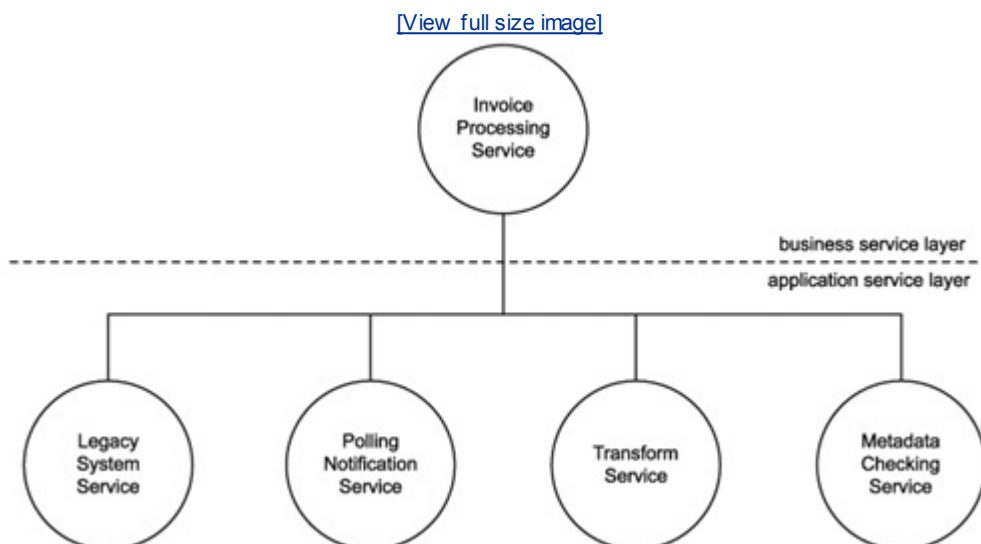 [View full size image]
Invoice
Processing
Service
business service layer
application service layer
Legacy
System
Service
Polling
Notification
Service
Transform
Service
Metadada
Checking
Service